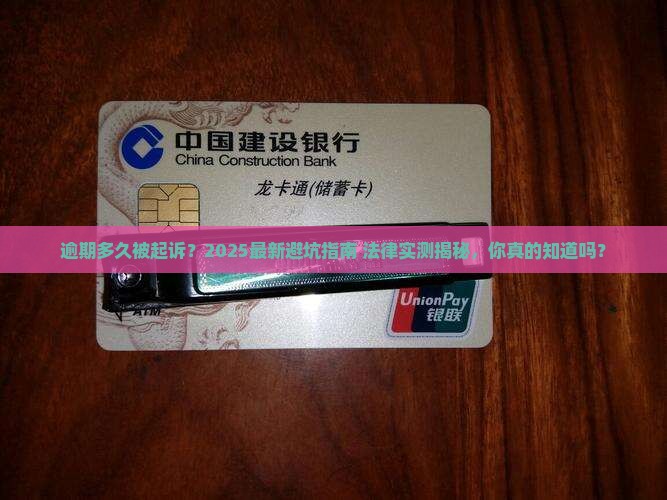 中国建设银行
China Construction Bank
龙卡通(储蓄卡)
逾期多久被起诉？2025最新避坑指南 法律实测揭秘，你真的知道吗？
ATM
UnionPay
银联